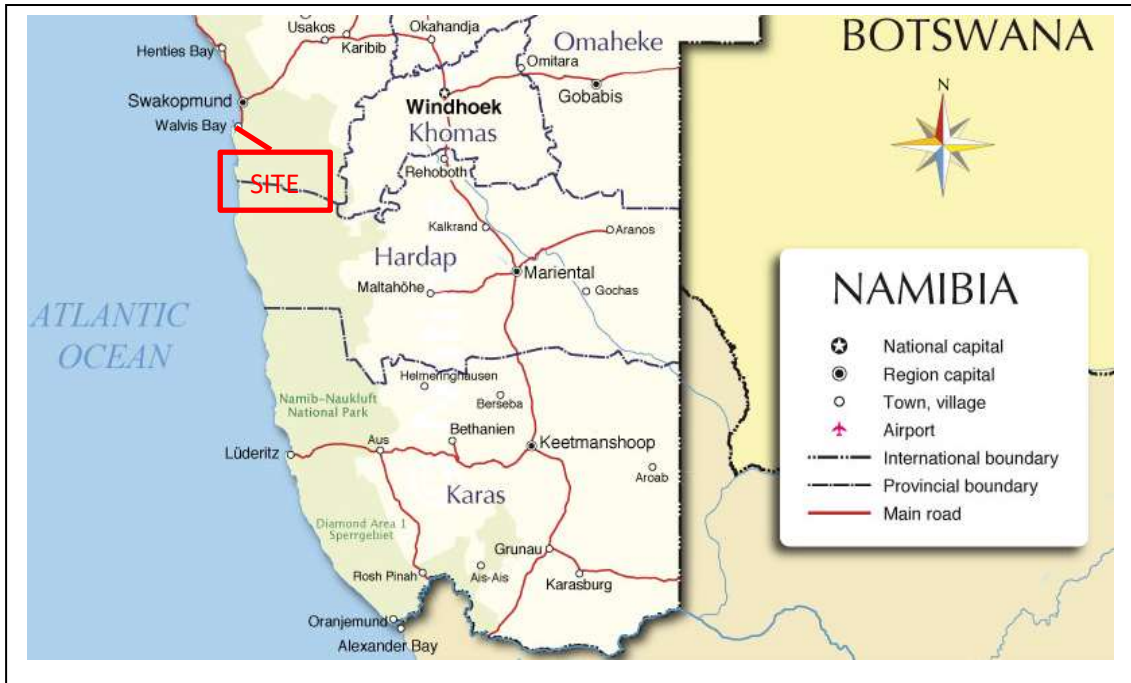 Usakos
Okahandja
Henties Bay
Karibib
Omaheke
BOTSWANA
Omitara
N
Swakopmund
Windhoek
Gobabis
Walvis Bay
Khomas
SITE
Rehoboth
Kalkrand
Aranos
Hardap
Mariental
Maltahöhe
Gochas
ATLANTIC
OCEAN
NAMIBIA
National capital
Region capital
Town, village
Airport
International boundary
Provincial boundary
Main road
Helmeringhausen
Namib-Naukluft
National Park
Berseba
Bethanien
Keetmanshoop
Lüderitz
Aus
Aroab
Karas
Diamond Area 1
Sperrgebiet
Grunau
Rosh Pinah
Ais-Ais
Karasburg
Oranjemund
Alexander Bay